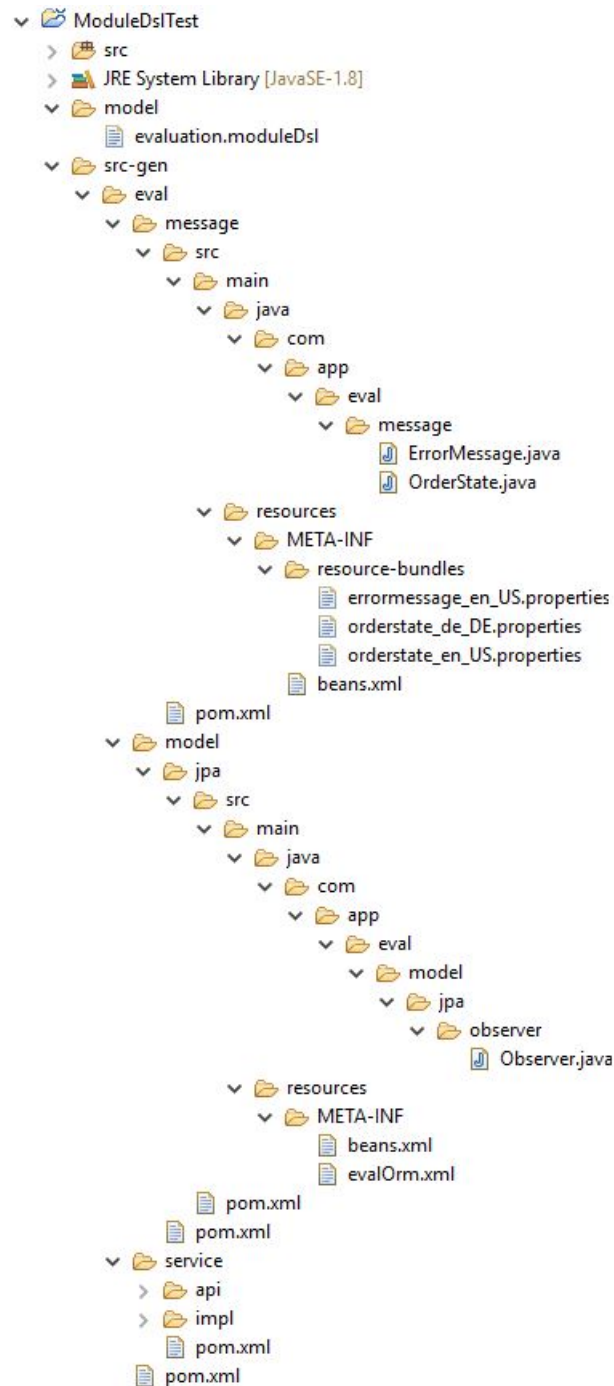 ModuleDslTest
src
JRE System Library [JavaSE-1.8]
model
evaluation.moduleDsl
src-gen
eval
message
src
main
java
com
app
eval
message
ErrorMessage.java
OrderState.java
resources
META-INF
resource-bundles
errormessage_en_US.properties
orderstate_de_DE.properties
orderstate_en_US.properties
beans.xml
pom.xml
model
jpa
src
main
java
com
app
eval
model
jpa
observer
Observer.java
resources
META-INF
beans.xml
evalOrm.xml
pom.xml
pom.xml
service
api
impl
pom.xml
pom.xml